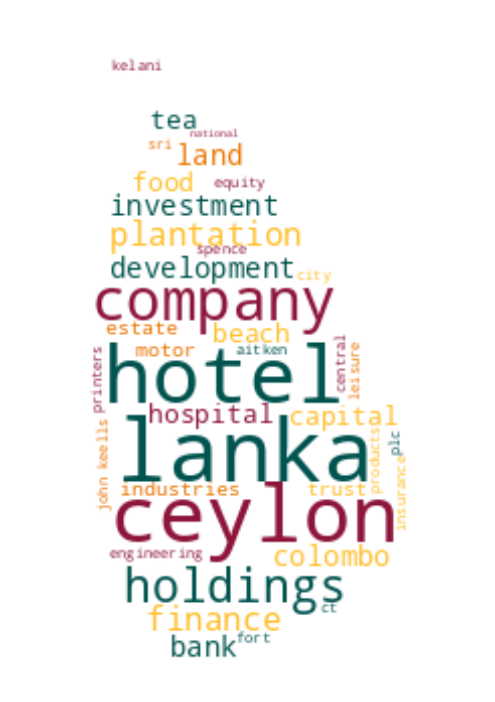 kelani
tea
national
sri
land
food
equity
investment
plantation
spence
development
city
company
estate
beach
motor
aitken
hotel
central
leisure
printers
hospital
capital
lanka
john keells
products
plc
insurance
industries
trust
ceylon
engineering
colombo
holdings
ct
finance
bank
fort